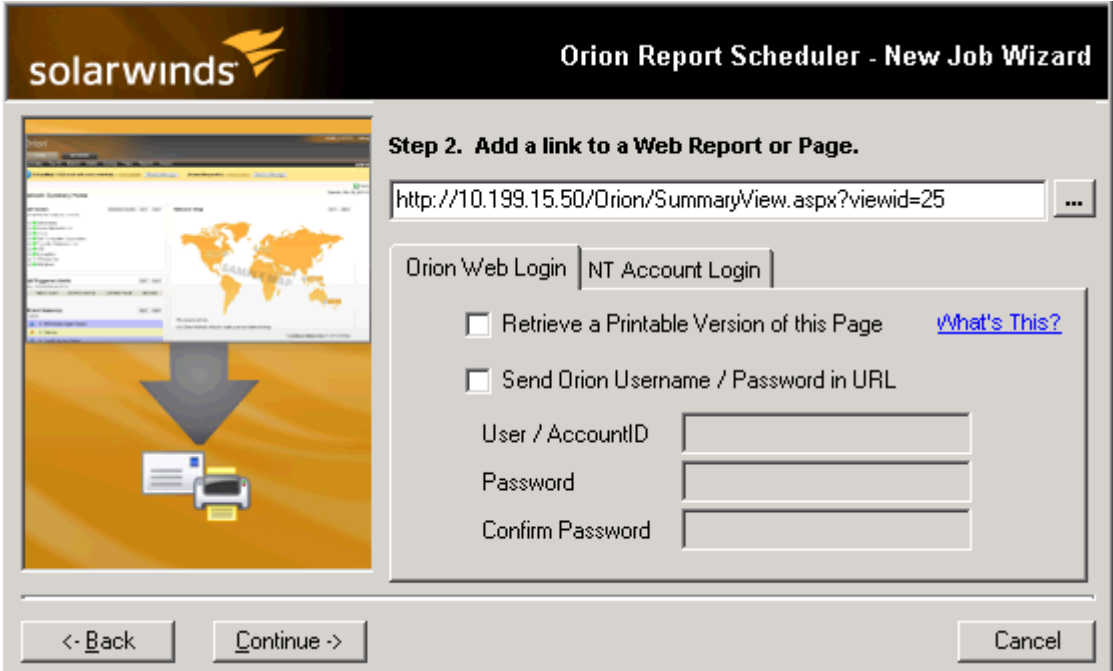 solarwinds
Orion Report Scheduler - New Job Wizard
Step 2.  Add a link to a Web Report or Page.
http://10.199.15.50/Orion/SummaryView.aspx?viewid=25
...
Orion Web Login
NT Account Login
Retrieve a Printable Version of this Page
What's This?
Send Orion Username / Password in URL
User / AccountID
Password
Confirm Password
SAMPLE MAP
<- Back
Continue ->
Cancel